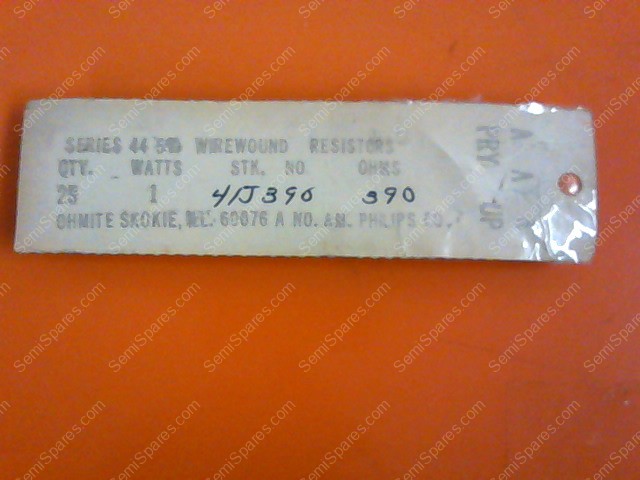 SERIES 44 WIREWOUND RESISTORS
QTY. WATTS STK. NO OHMS
25 1 41J390 390
OHMITE SKOKIE, ILL. 60076 A NO. AM. PHILIPS CO.
PRY UP
SemiSpares.com